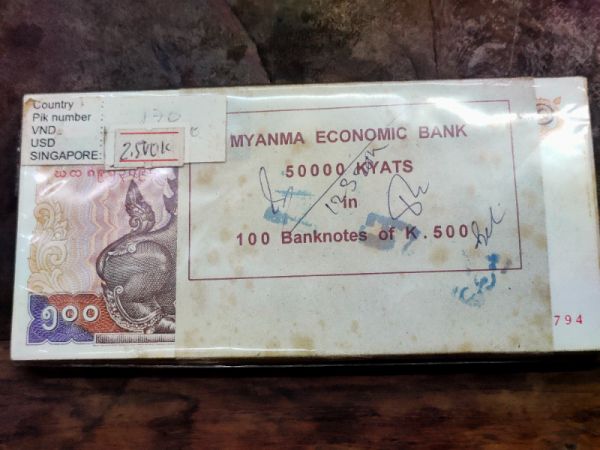 Country :
Pik number :
VND
USD
SINGAPORE:
2.500K
MYANMA ECONOMIC BANK
50000 KYATS
in
100 Banknotes of K.500
၅၀၀
794